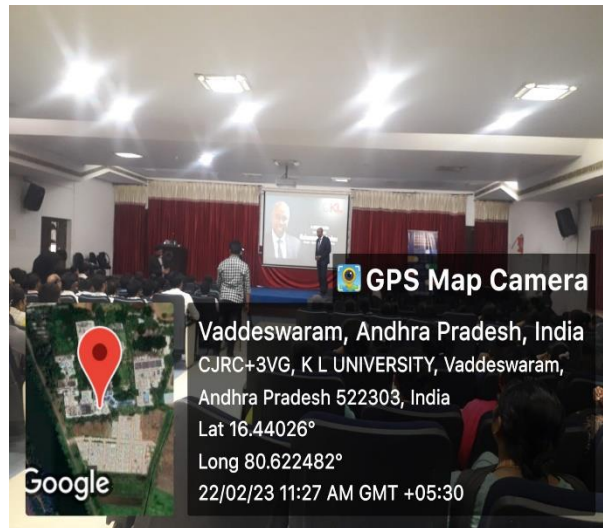 GPS Map Camera
Vaddeswaram, Andhra Pradesh, India
CJRC+3VG, K L UNIVERSITY, Vaddeswaram,
Andhra Pradesh 522303, India
Lat 16.44026°
Long 80.622482°
22/02/23 11:27 AM GMT +05:30
Google